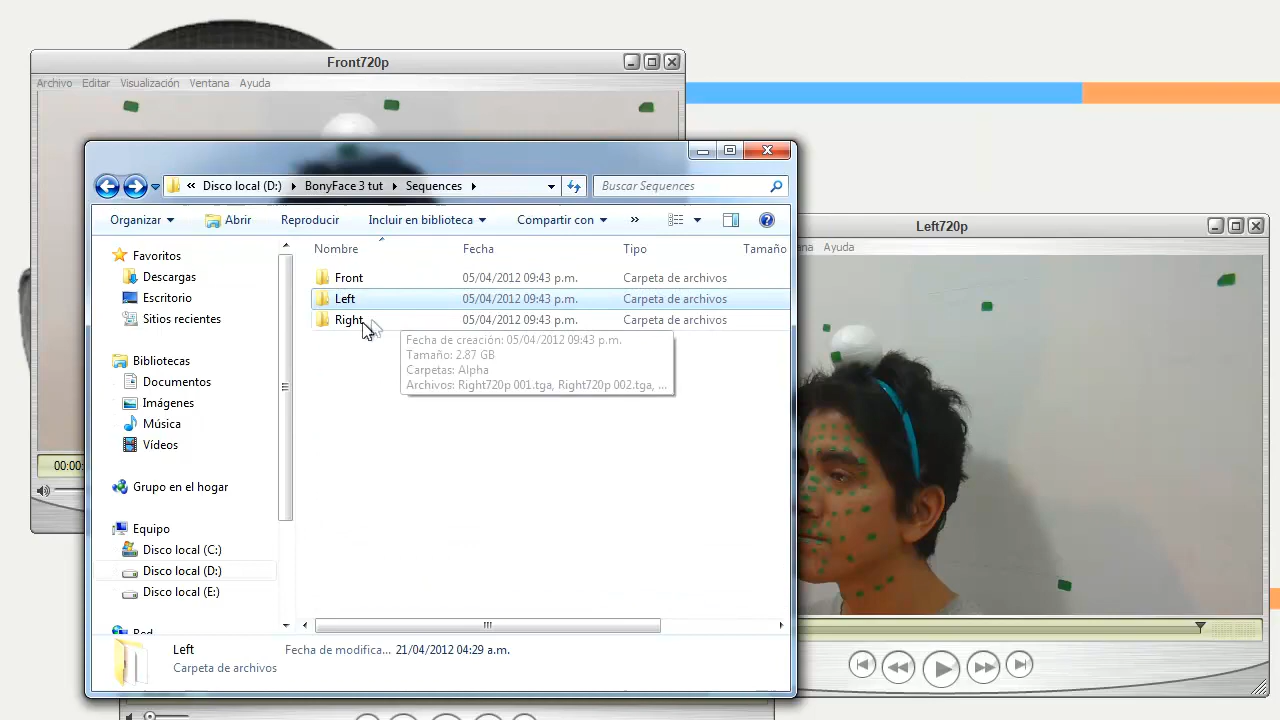 Front720p
Archivo Editar Visualización Ventana Ayuda
Disco local (D:) BonyFace 3 tut Sequences
Buscar Sequences
Organizar Abrir Reproducir Incluir en biblioteca Compartir con »
Nombre Fecha Tipo Tamaño
Front 05/04/2012 09:43 p.m. Carpeta de archivos
Left 05/04/2012 09:43 p.m. Carpeta de archivos
Right 05/04/2012 09:43 p.m. Carpeta de archivos
Fecha de creación: 05/04/2012 09:43 p.m.
Tamaño: 2.87 GB
Carpetas: Alpha
Archivos: Right720p 001.tga, Right720p 002.tga, ...
Favoritos
Descargas
Escritorio
Sitios recientes
Bibliotecas
Documentos
Imágenes
Música
Vídeos
Grupo en el hogar
Equipo
Disco local (C:)
Disco local (D:)
Disco local (E:)
Red
Left Fecha de modifica... 21/04/2012 04:29 a.m.
Carpeta de archivos
00:00:
Left720p
Ayuda